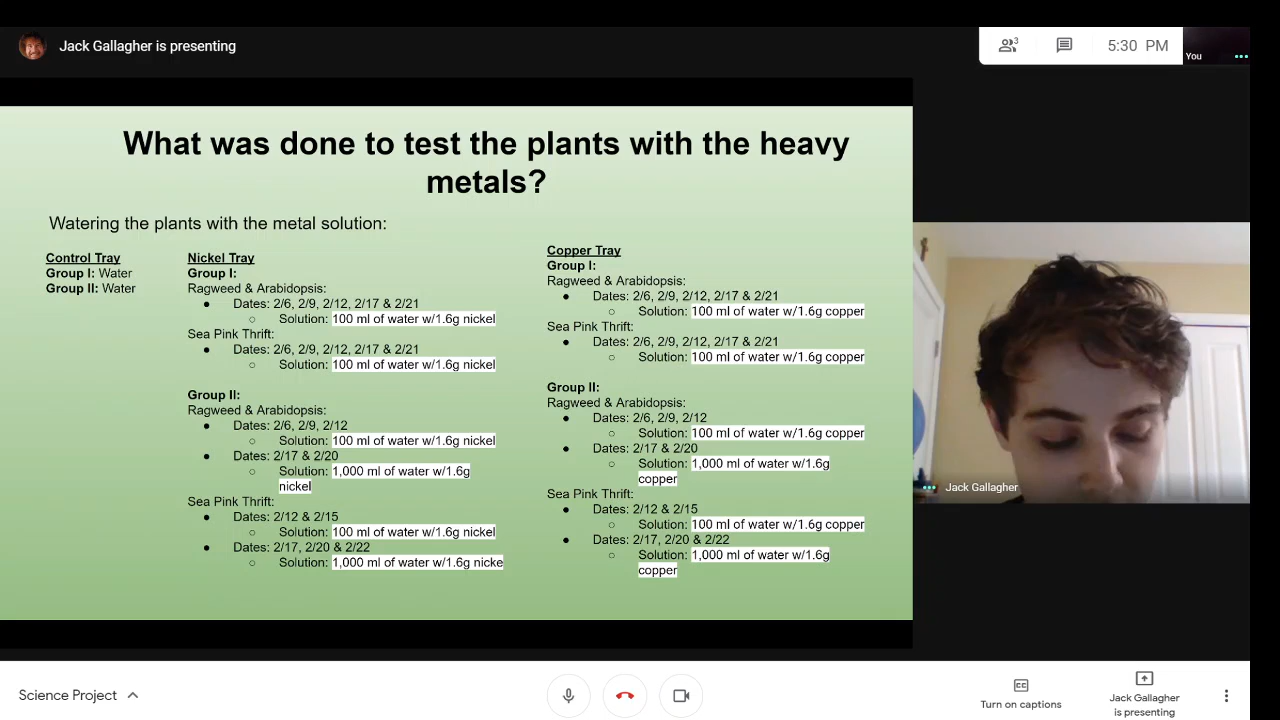 Jack Gallagher is presenting
3
5:30 PM
You
What was done to test the plants with the heavy
metals?
Watering the plants with the metal solution:
Control Tray
Group I: Water
Group II: Water
Nickel Tray
Group I:
Ragweed & Arabidopsis:
● Dates: 2/6, 2/9, 2/12, 2/17 & 2/21
○ Solution: 100 ml of water w/1.6g nickel
Sea Pink Thrift:
● Dates: 2/6, 2/9, 2/12, 2/17 & 2/21
○ Solution: 100 ml of water w/1.6g nickel
Group II:
Ragweed & Arabidopsis:
● Dates: 2/6, 2/9, 2/12
○ Solution: 100 ml of water w/1.6g nickel
● Dates: 2/17 & 2/20
○ Solution: 1,000 ml of water w/1.6g
nickel
Sea Pink Thrift:
● Dates: 2/12 & 2/15
○ Solution: 100 ml of water w/1.6g nickel
● Dates: 2/17, 2/20 & 2/22
○ Solution: 1,000 ml of water w/1.6g nicke
Copper Tray
Group I:
Ragweed & Arabidopsis:
● Dates: 2/6, 2/9, 2/12, 2/17 & 2/21
○ Solution: 100 ml of water w/1.6g copper
Sea Pink Thrift:
● Dates: 2/6, 2/9, 2/12, 2/17 & 2/21
○ Solution: 100 ml of water w/1.6g copper
Group II:
Ragweed & Arabidopsis:
● Dates: 2/6, 2/9, 2/12
○ Solution: 100 ml of water w/1.6g copper
● Dates: 2/17 & 2/20
○ Solution: 1,000 ml of water w/1.6g
copper
Sea Pink Thrift:
● Dates: 2/12 & 2/15
○ Solution: 100 ml of water w/1.6g copper
● Dates: 2/17, 2/20 & 2/22
○ Solution: 1,000 ml of water w/1.6g
copper
Jack Gallagher
Science Project
CC
Turn on captions
Jack Gallagher
is presenting